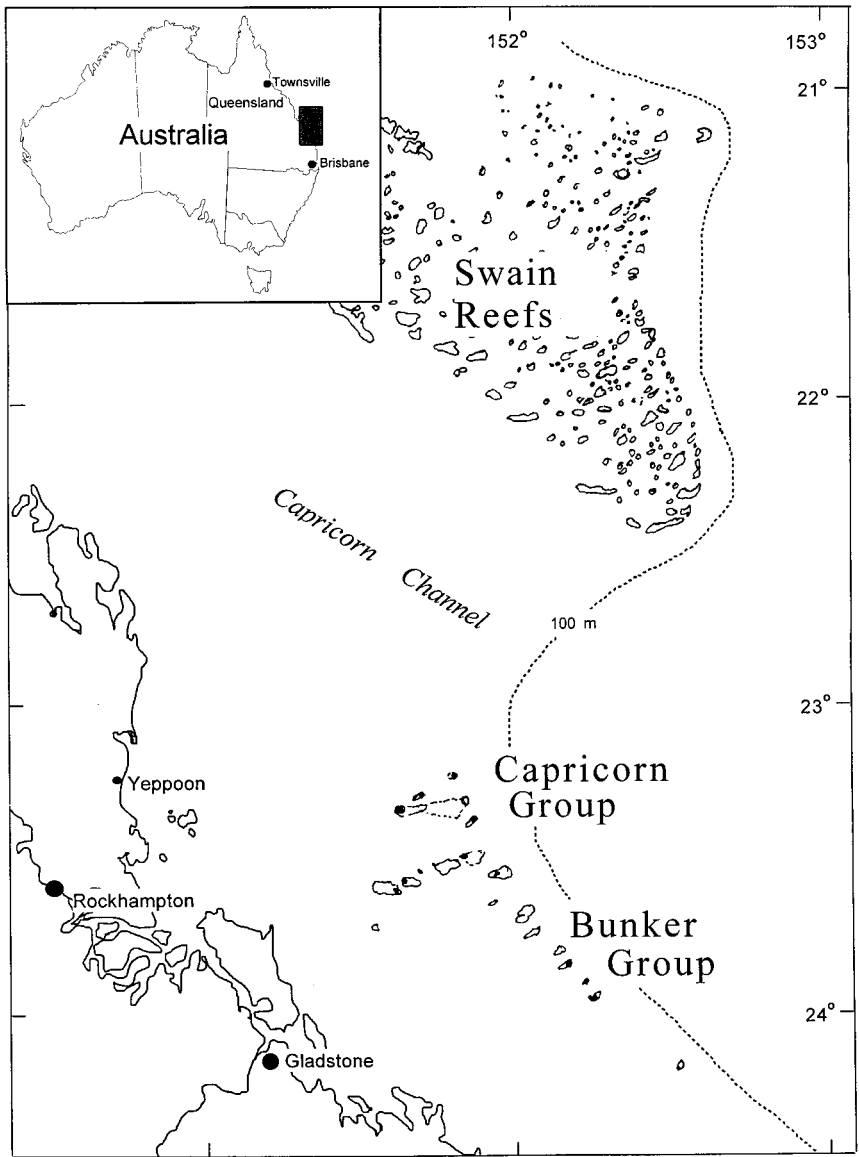 152°
153°
21°
Townsville
Queensland
Australia
Brisbane
Swain
Reefs
22°
Capricorn Channel
100 m
23°
Capricorn
Group
Yeppoon
Rockhampton
Bunker
Group
24°
Gladstone